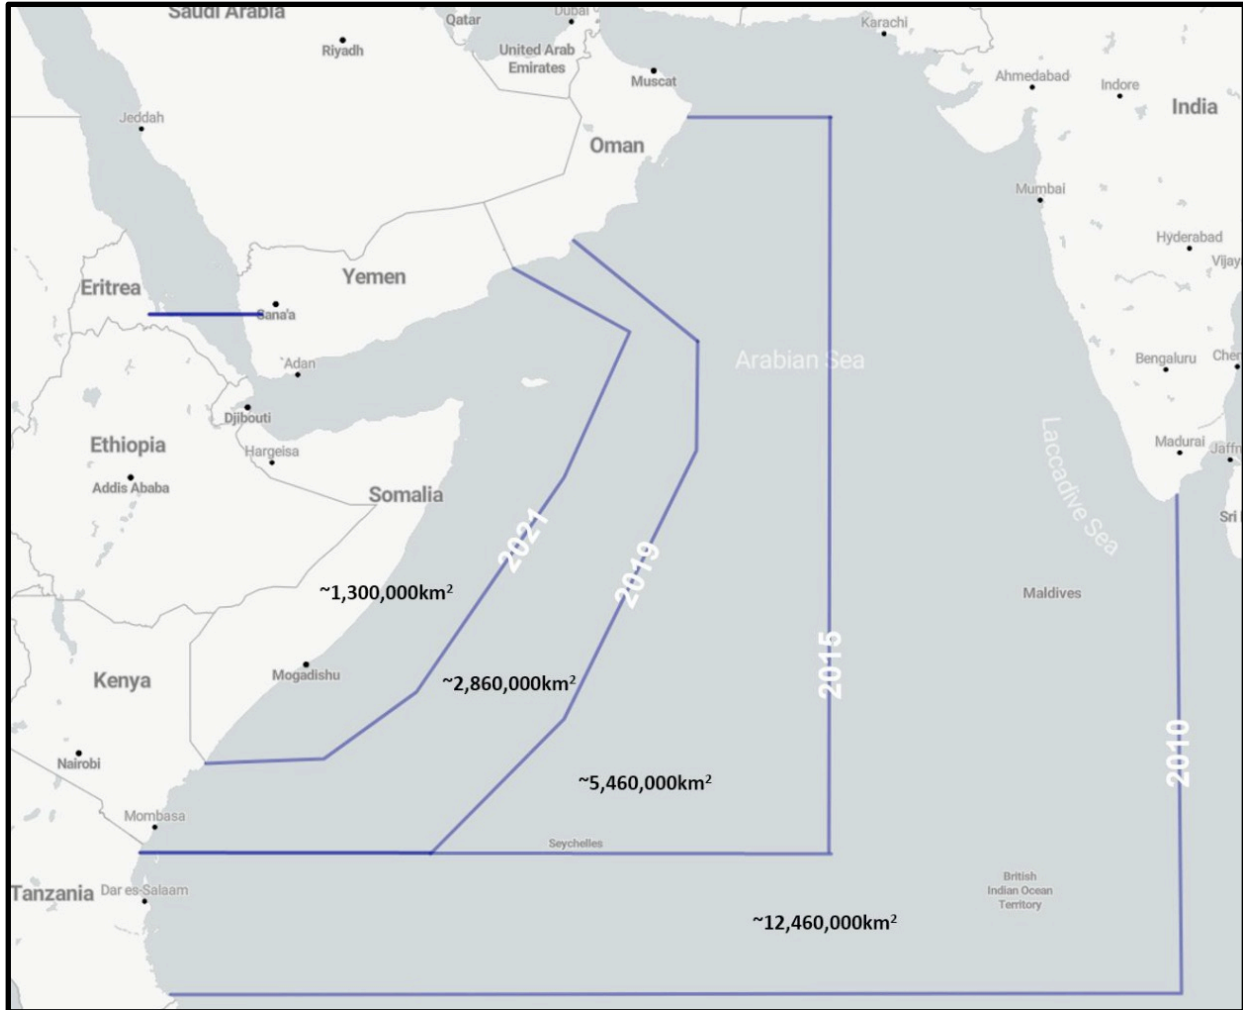 Saudi Arabia
Qatar
Dubai
Karachi
Riyadh
United Arab
Emirates
Muscat
Ahmedabad
Indore
India
Jeddah
Oman
Mumbai
Hyderabad
Vijay
Yemen
Eritrea
Sana'a
Arabian Sea
Bengaluru
Cher
Adan
Djibouti
Ethiopia
Hargeisa
Madurai
Jaffn
Addis Ababa
Somalia
Laccadive Sea
Sri
2021
2019
~1,300,000km²
Maldives
2015
Mogadishu
Kenya
~2,860,000km²
2010
Nairobi
~5,460,000km²
Mombasa
Seychelles
Tanzania
Dar es-Salaam
British
Indian Ocean
Territory
~12,460,000km²